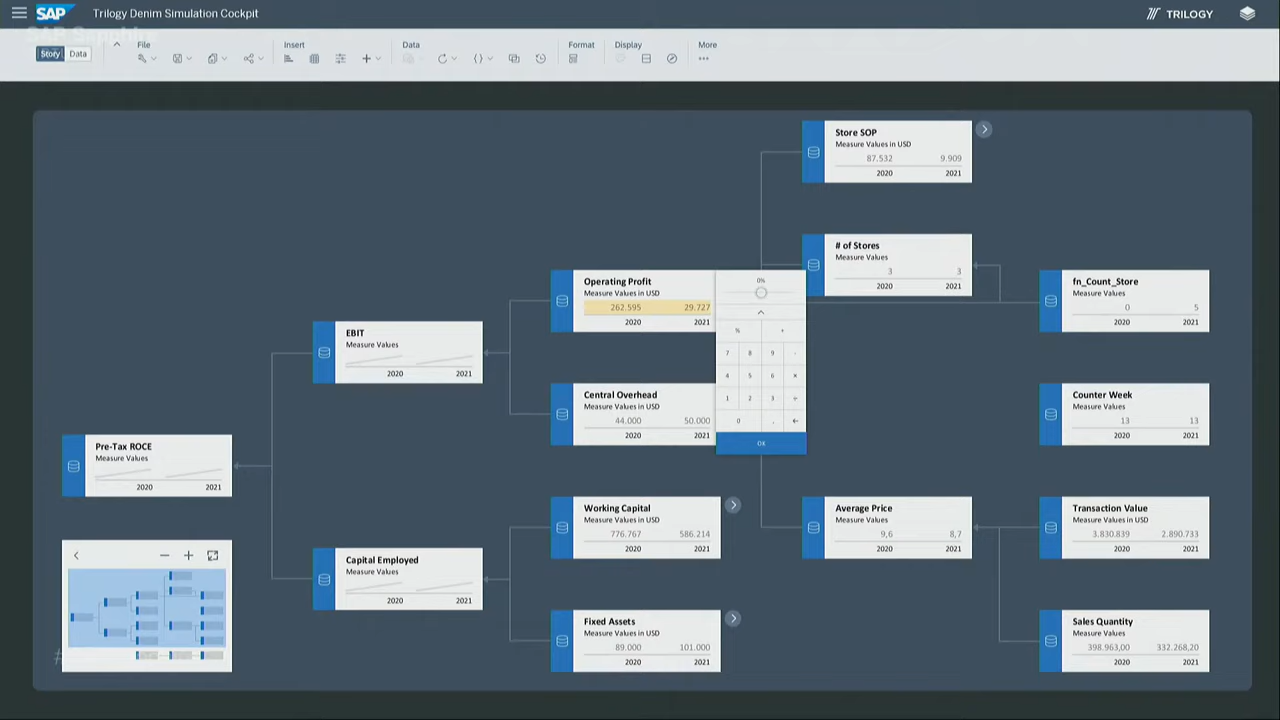 SAP
Trilogy Denim Simulation Cockpit
TRILOGY
SAP Sapphire
Story
Data
File
Insert
Data
Format
Display
More
Store SOP
Measure Values in USD
87.532 9.909
2020 2021
# of Stores
Measure Values
3 3
2020 2021
Operating Profit
Measure Values in USD
262.595 29.727
2020 2021
0%
% +
7 8 9 -
4 5 6 ×
1 2 3 ÷
0 , ←
OK
fn_Count_Store
Measure Values
0 5
2020 2021
EBIT
Measure Values
2020 2021
Central Overhead
Measure Values in USD
44.000 50.000
2020 2021
Counter Week
Measure Values
13 13
2020 2021
Pre-Tax ROCE
Measure Values
2020 2021
Working Capital
Measure Values in USD
776.767 586.214
2020 2021
Average Price
Measure Values
9,6 8,7
2020 2021
Transaction Value
Measure Values in USD
3.830.839 2.890.733
2020 2021
Capital Employed
Measure Values
2020 2021
Fixed Assets
Measure Values in USD
89.000 101.000
2020 2021
Sales Quantity
Measure Values
398.963,00 332.268,20
2020 2021
#